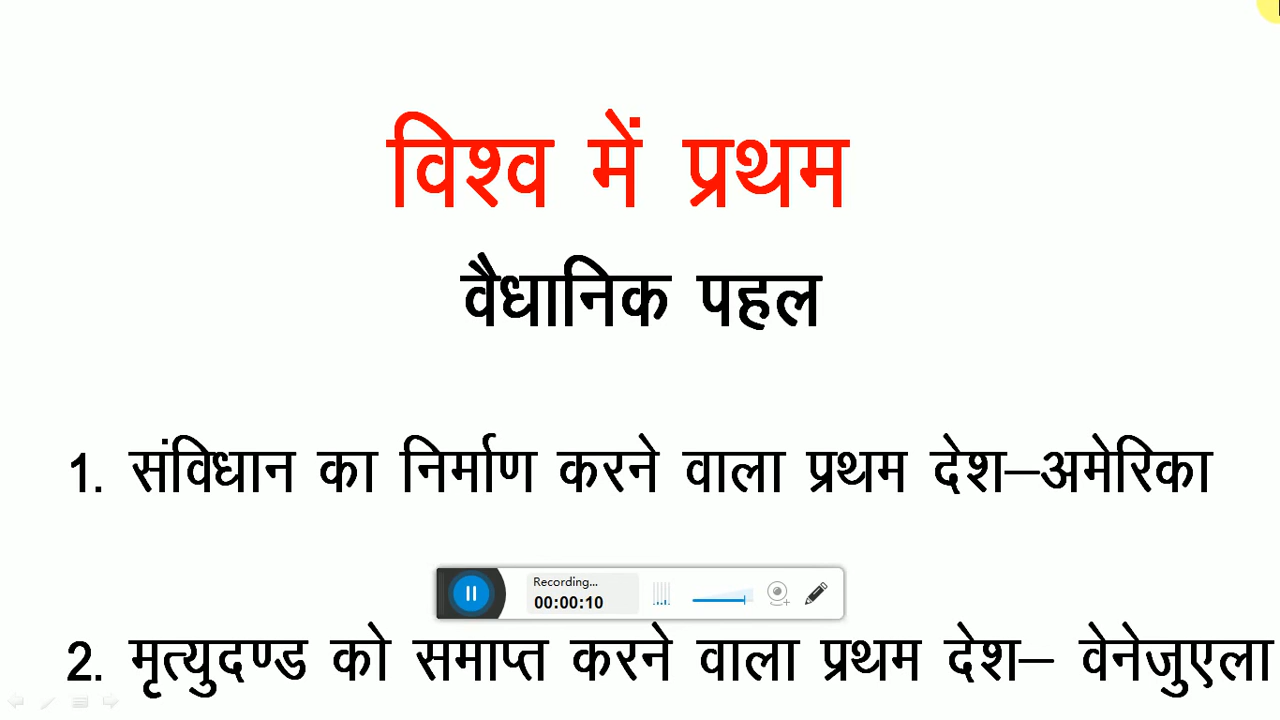 विश्व में प्रथम
वैधानिक पहल
1. संविधान का निर्माण करने वाला प्रथम देश–अमेरिका
Recording...
00:00:10
2. मृत्युदण्ड को समाप्त करने वाला प्रथम देश– वेनेजुएला